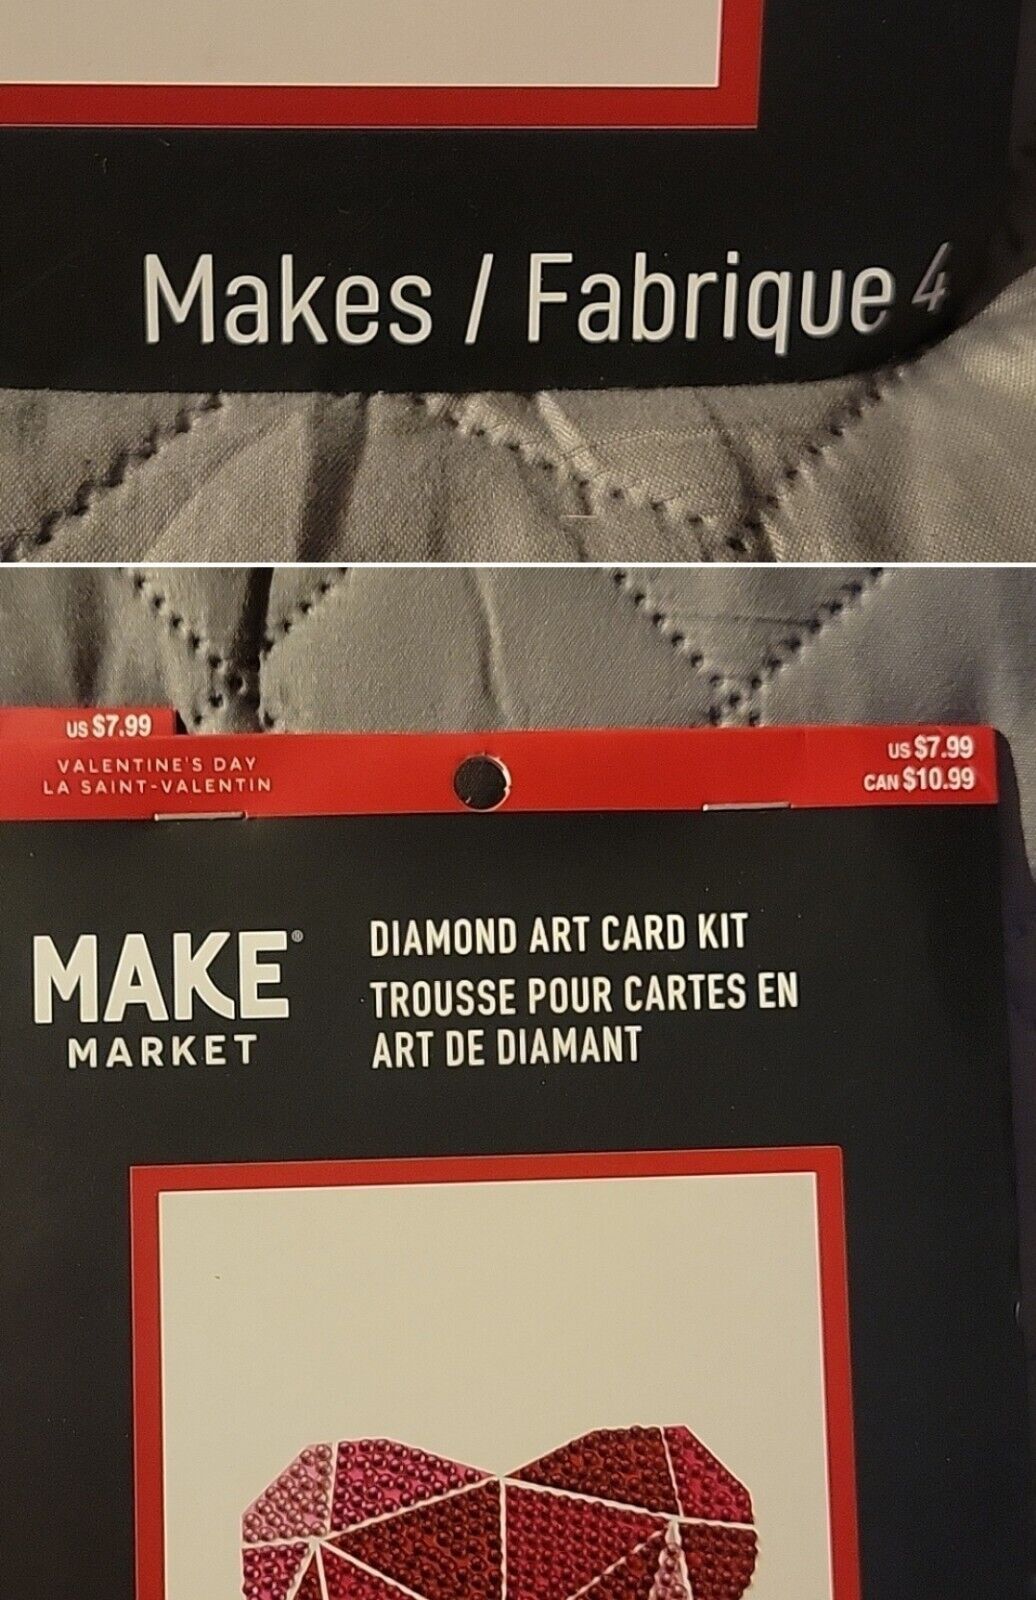 Makes / Fabrique 4
US $7.99
VALENTINE'S DAY
LA SAINT-VALENTIN
US $7.99
CAN $10.99
MAKE®
MARKET
DIAMOND ART CARD KIT
TROUSSE POUR CARTES EN
ART DE DIAMANT